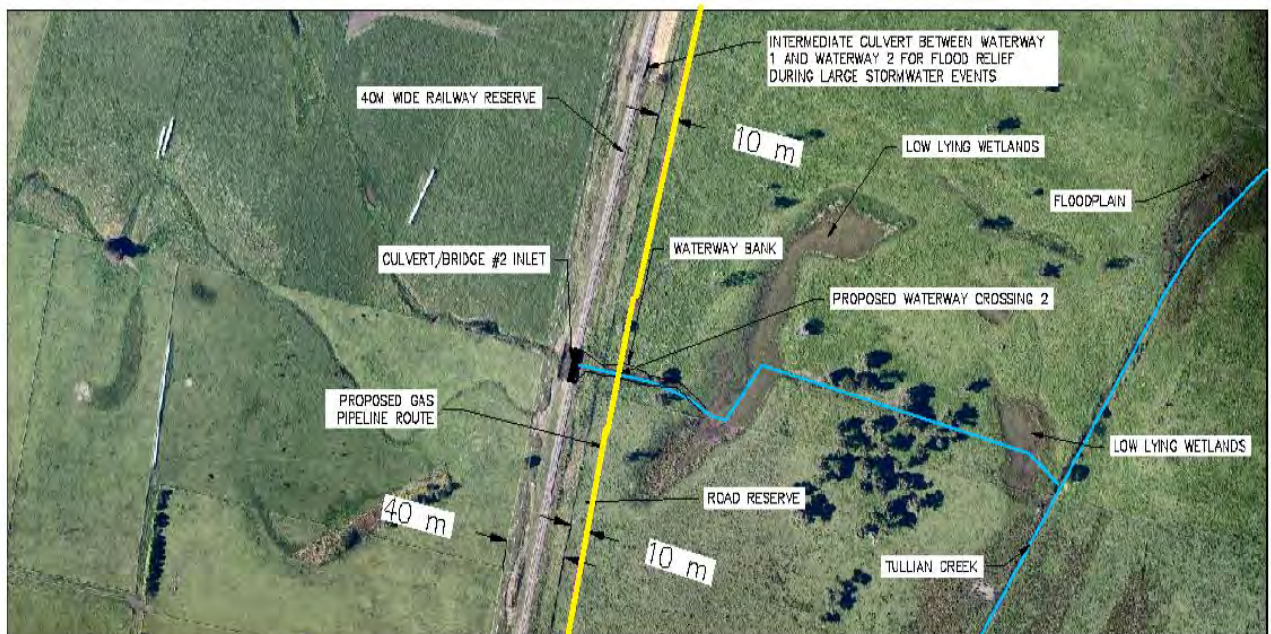 INTERMEDIATE CULVERT BETWEEN WATERWAY
1 AND WATERWAY 2 FOR FLOOD RELIEF
DURING LARGE STORMWATER EVENTS
40M WIDE RAILWAY RESERVE
10 m
LOW LYING WETLANDS
FLOODPLAIN
WATERWAY BANK
CULVERT/BRIDGE #2 INLET
PROPOSED WATERWAY CROSSING 2
PROPOSED GAS
PIPELINE ROUTE
LOW LYING WETLANDS
ROAD RESERVE
40 m
10 m
TULLIAN CREEK